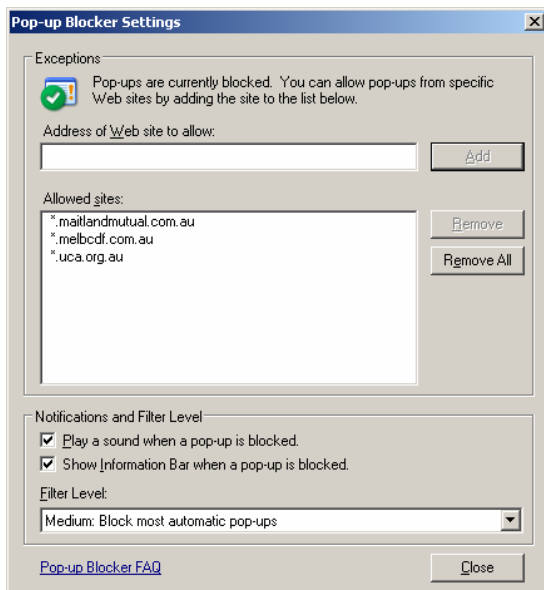 Pop-up Blocker Settings
Exceptions
Pop-ups are currently blocked. You can allow pop-ups from specific
Web sites by adding the site to the list below.
Address of Web site to allow:
Add
Allowed sites:
*.maitlandmutual.com.au
*.melbcdf.com.au
*.uca.org.au
Remove
Remove All
Notifications and Filter Level
Play a sound when a pop-up is blocked.
Show Information Bar when a pop-up is blocked.
Filter Level:
Medium: Block most automatic pop-ups
Pop-up Blocker FAQ
Close